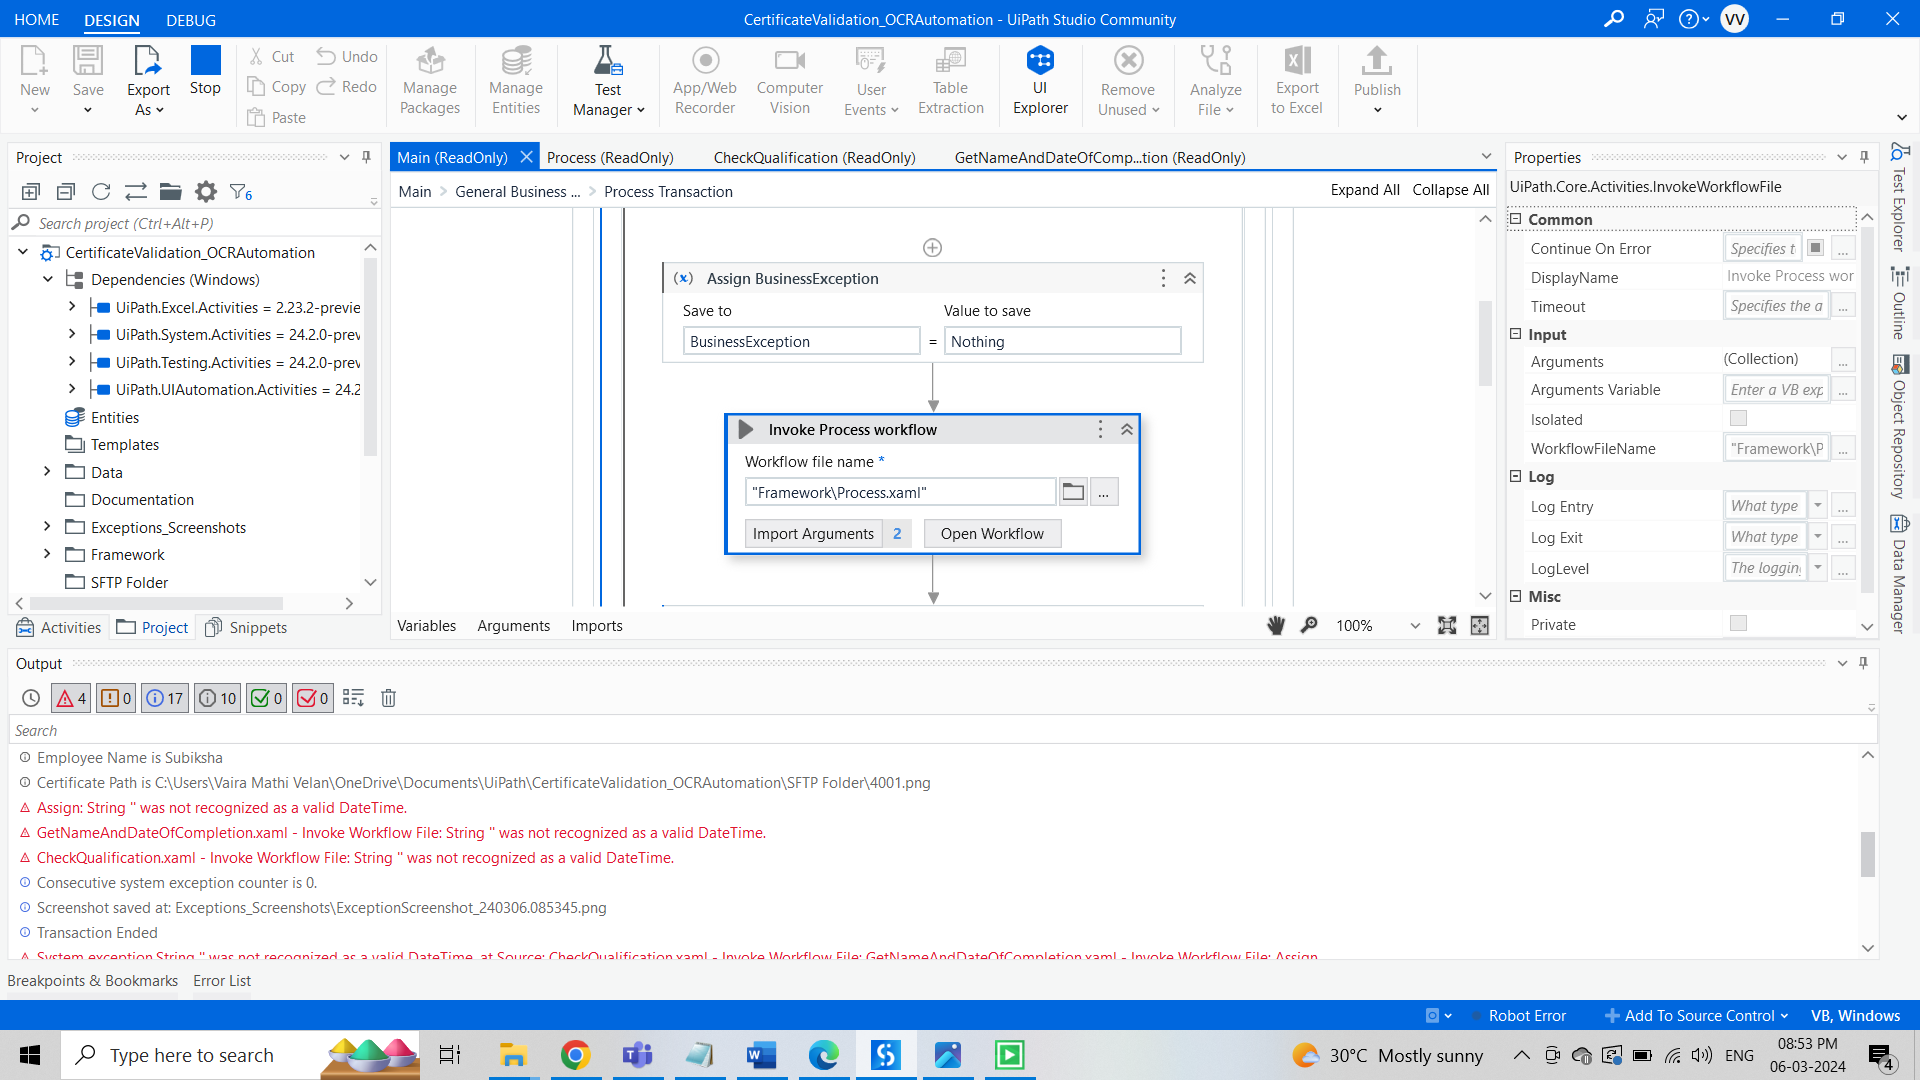 HOME DESIGN DEBUG CertificateValidation_OCRAutomation - UiPath Studio Community VV
New Save Export As Stop Cut Copy Paste Undo Redo Manage Packages Manage Entities Test Manager App/Web Recorder Computer Vision User Events Table Extraction UI Explorer Remove Unused Analyze File Export to Excel Publish
Project
6
Search project (Ctrl+Alt+P)
CertificateValidation_OCRAutomation
Dependencies (Windows)
UiPath.Excel.Activities = 2.23.2-previe
UiPath.System.Activities = 24.2.0-prev
UiPath.Testing.Activities = 24.2.0-prev
UiPath.UIAutomation.Activities = 24.2
Entities
Templates
Data
Documentation
Exceptions_Screenshots
Framework
SFTP Folder
Activities Project Snippets
Main (ReadOnly) Process (ReadOnly) CheckQualification (ReadOnly) GetNameAndDateOfComp...tion (ReadOnly)
Main > General Business ... > Process Transaction Expand All Collapse All
(x) Assign BusinessException
Save to Value to save
BusinessException = Nothing
Invoke Process workflow
Workflow file name *
"Framework\Process.xaml" ...
Import Arguments 2 Open Workflow
Variables Arguments Imports 100%
Properties
UiPath.Core.Activities.InvokeWorkflowFile
Common
Continue On Error Specifies t ...
DisplayName Invoke Process wor
Timeout Specifies the a ...
Input
Arguments (Collection) ...
Arguments Variable Enter a VB exp ...
Isolated
WorkflowFileName "Framework\P ...
Log
Log Entry What type ...
Log Exit What type ...
LogLevel The logging ...
Misc
Private
Test Explorer
Outline
Object Repository
Data Manager
Output
4 0 17 10 0 0
Search
Employee Name is Subiksha
Certificate Path is C:\Users\Vaira Mathi Velan\OneDrive\Documents\UiPath\CertificateValidation_OCRAutomation\SFTP Folder\4001.png
Assign: String '' was not recognized as a valid DateTime.
GetNameAndDateOfCompletion.xaml - Invoke Workflow File: String '' was not recognized as a valid DateTime.
CheckQualification.xaml - Invoke Workflow File: String '' was not recognized as a valid DateTime.
Consecutive system exception counter is 0.
Screenshot saved at: Exceptions_Screenshots\ExceptionScreenshot_240306.085345.png
Transaction Ended
System exception.String '' was not recognized as a valid DateTime. at Source: CheckQualification.xaml - Invoke Workflow File: GetNameAndDateOfCompletion.xaml - Invoke Workflow File: Assign
Breakpoints & Bookmarks Error List
Robot Error Add To Source Control VB, Windows
Type here to search 30°C Mostly sunny ENG 08:53 PM
06-03-2024 4